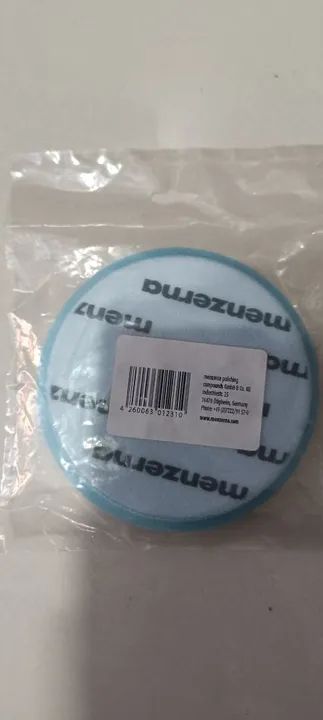 menzerna
menzerna
menzerna polishing
compounds GmbH & Co. KG
Industriestr. 25
76470 Ötigheim, Germany
www.menzerna.com
4 260063 012310
menzerna